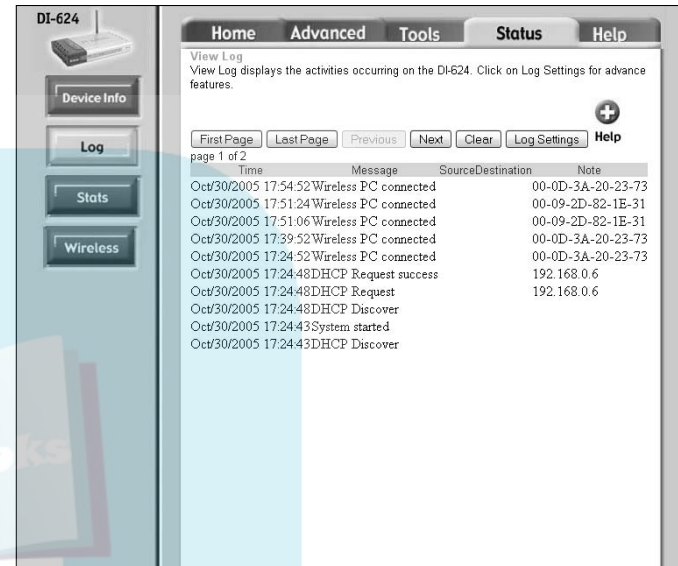 DI-624
Home Advanced Tools Status Help
View Log
View Log displays the activities occurring on the DI-624. Click on Log Settings for advance
features.
Device Info
Log
Stats
Wireless
Help
First Page Last Page Previous Next Clear Log Settings
page 1 of 2
Time Message Source Destination Note
Oct/30/2005 17:54:52 Wireless PC connected 00-0D-3A-20-23-73
Oct/30/2005 17:51:24 Wireless PC connected 00-09-2D-82-1E-31
Oct/30/2005 17:51:06 Wireless PC connected 00-09-2D-82-1E-31
Oct/30/2005 17:39:52 Wireless PC connected 00-0D-3A-20-23-73
Oct/30/2005 17:24:52 Wireless PC connected 00-0D-3A-20-23-73
Oct/30/2005 17:24:48 DHCP Request success 192.168.0.6
Oct/30/2005 17:24:48 DHCP Request 192.168.0.6
Oct/30/2005 17:24:48 DHCP Discover
Oct/30/2005 17:24:43 System started
Oct/30/2005 17:24:43 DHCP Discover